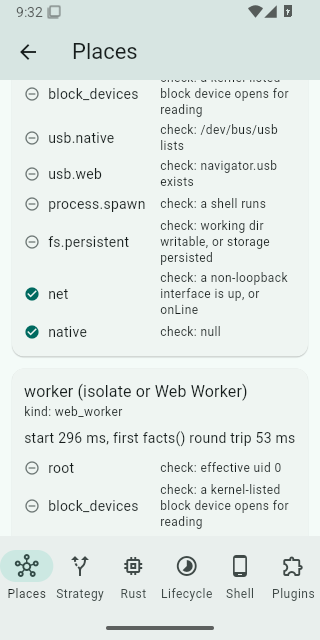 9:32
Places
check: a kernel-listed
block_devices
block device opens for
reading
usb.native
check: /dev/bus/usb
lists
usb.web
check: navigator.usb
exists
process.spawn
check: a shell runs
fs.persistent
check: working dir
writable, or storage
persisted
net
check: a non-loopback
interface is up, or
onLine
native
check: null
worker (isolate or Web Worker)
kind: web_worker
start 296 ms, first facts() round trip 53 ms
root
check: effective uid 0
block_devices
check: a kernel-listed
block device opens for
reading
Places
Strategy
Rust
Lifecycle
Shell
Plugins